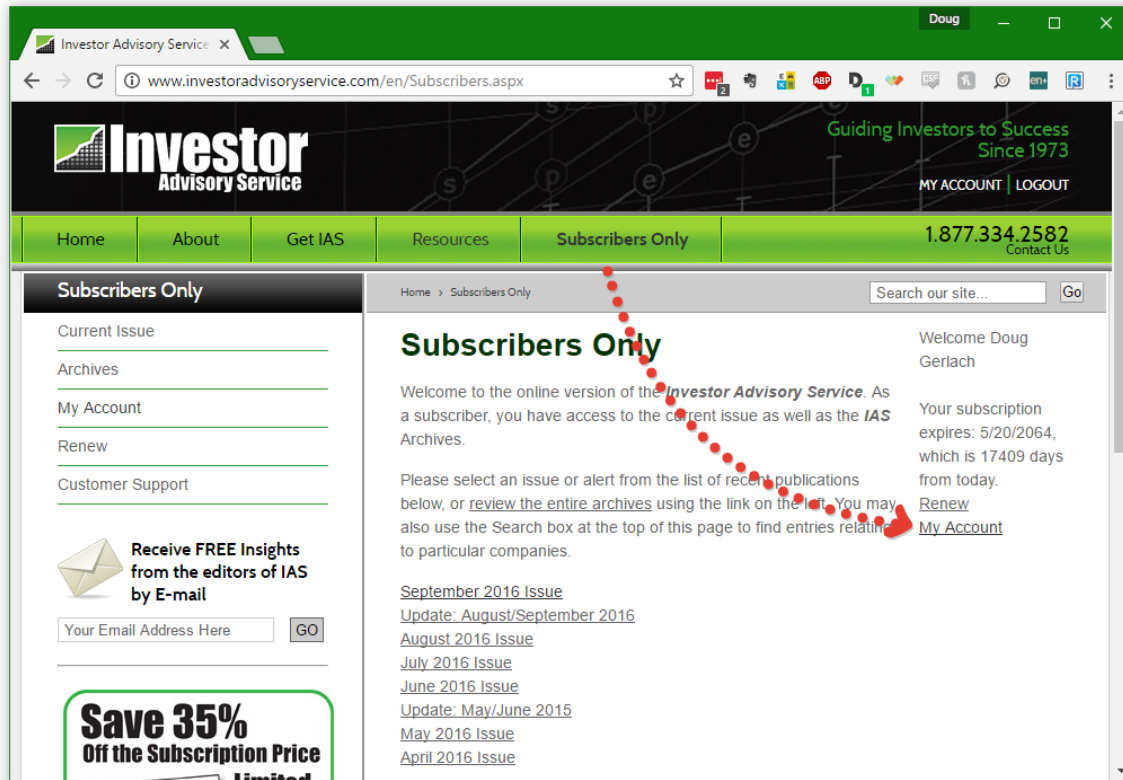 Doug
Investor Advisory Service
www.investoradvisoryservice.com/en/Subscribers.aspx
2
ABP
D
1
CSS
en+
R
Investor
Advisory Service
Guiding Investors to Success
Since 1973
MY ACCOUNT | LOGOUT
Home
About
Get IAS
Resources
Subscribers Only
1.877.334.2582
Contact Us
Subscribers Only
Current Issue
Archives
My Account
Renew
Customer Support
Receive FREE Insights
from the editors of IAS
by E-mail
Your Email Address Here
GO
Save 35%
Off the Subscription Price
Limited
Home › Subscribers Only
Search our site...
Go
Subscribers Only
Welcome to the online version of the Investor Advisory Service. As
a subscriber, you have access to the current issue as well as the IAS
Archives.
Please select an issue or alert from the list of recent publications
below, or review the entire archives using the link on the left. You may
also use the Search box at the top of this page to find entries relating
to particular companies.
September 2016 Issue
Update: August/September 2016
August 2016 Issue
July 2016 Issue
June 2016 Issue
Update: May/June 2015
May 2016 Issue
April 2016 Issue
Welcome Doug
Gerlach
Your subscription
expires: 5/20/2064,
which is 17409 days
from today.
Renew
My Account